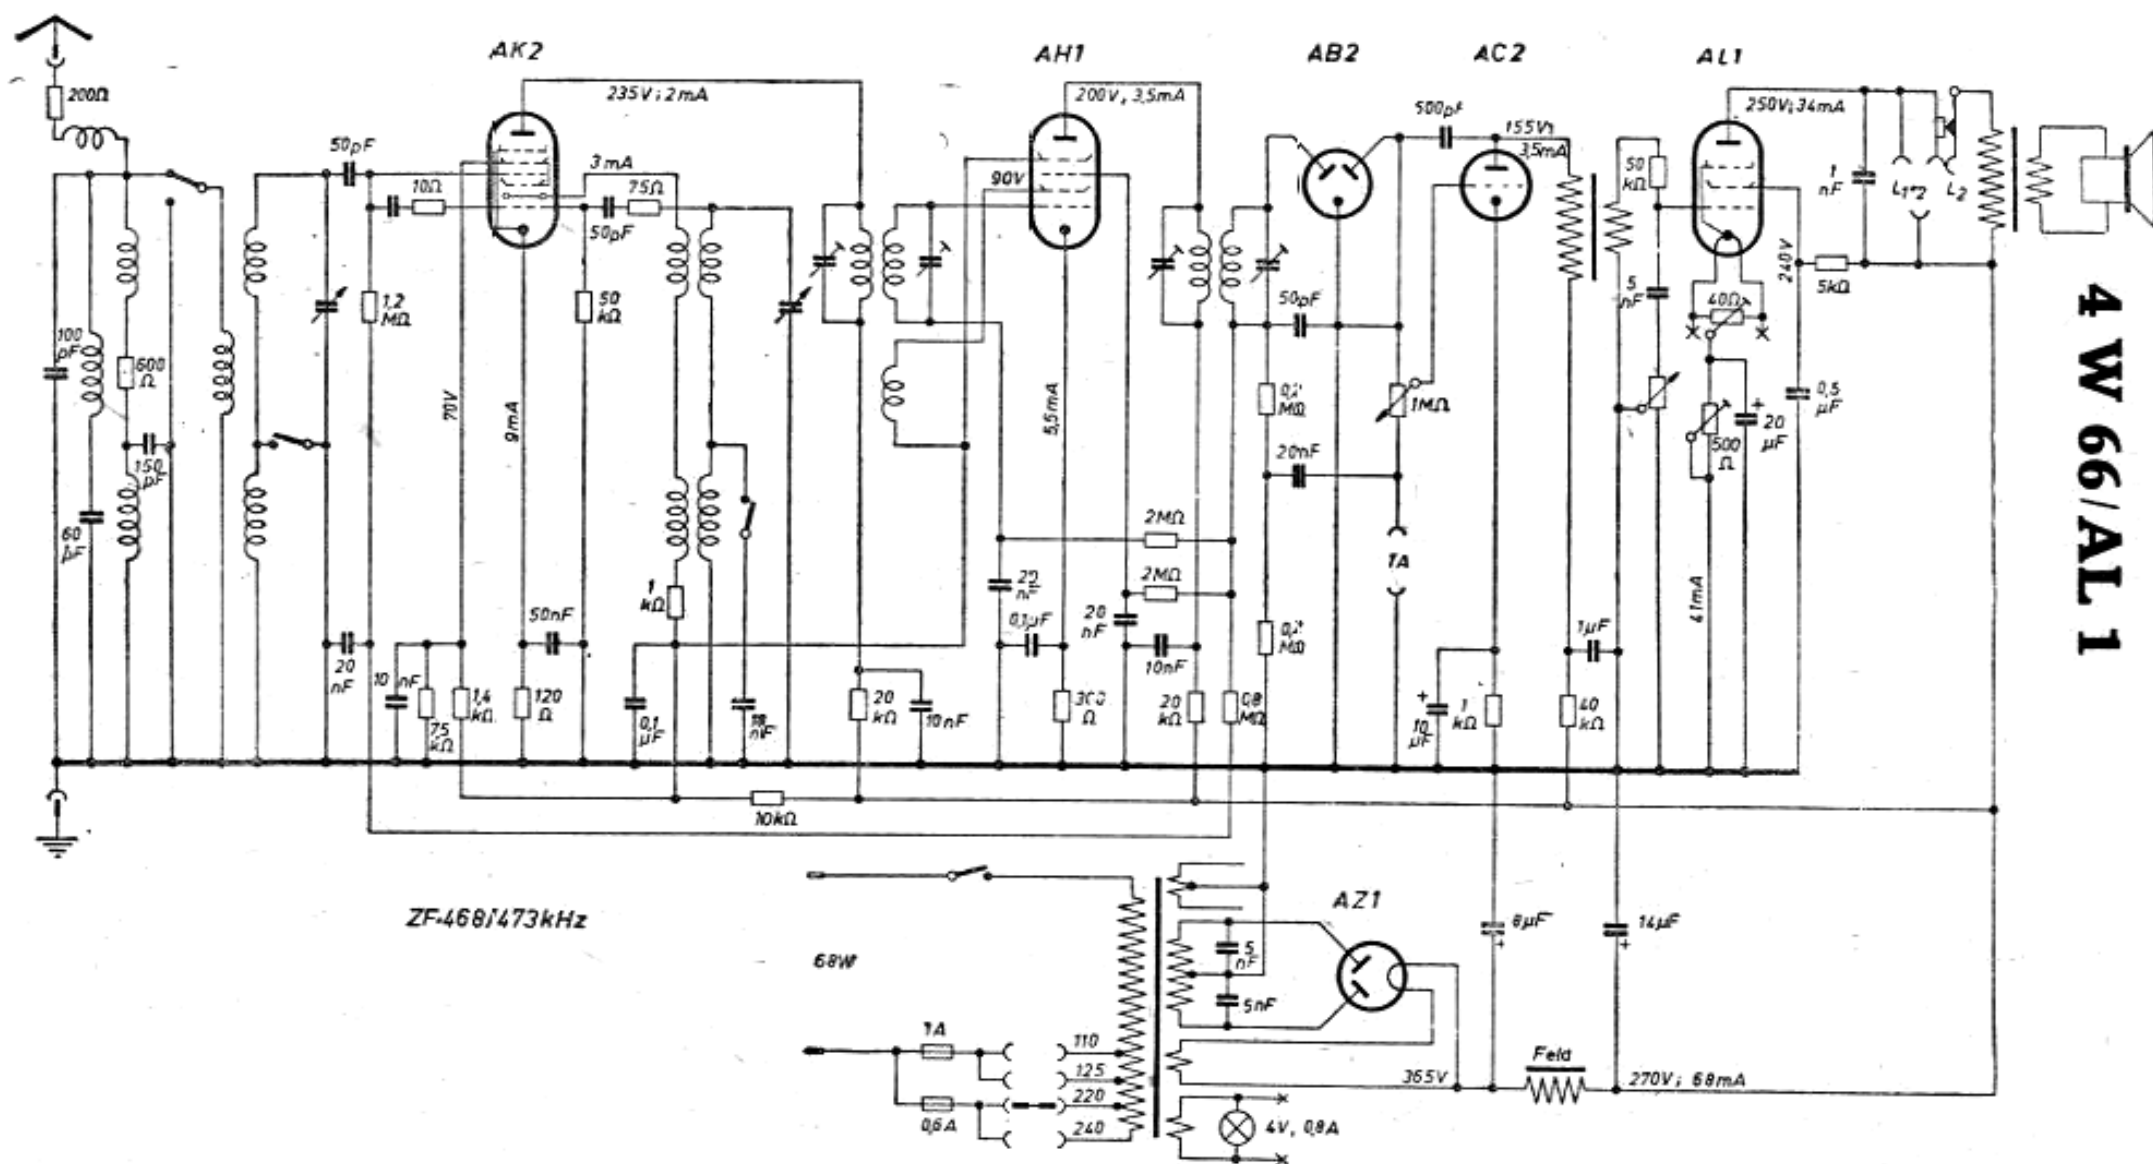 AK2
AH1
AB2
AC2
AL1
200Ω
235V; 2mA
200V, 3,5mA
500pF
155V;
3,5mA
250V; 34mA
50pF
3mA
10Ω
75Ω
50pF
90V
50
kΩ
1
nF
L1-2
L2
240V
5kΩ
5
nF
40Ω
100
pF
600
Ω
150
pF
60
pF
1,2
MΩ
50
kΩ
70V
9mA
5,5mA
50pF
0,2
MΩ
1MΩ
20nF
500
Ω
20
µF
0,5
µF
41mA
2MΩ
2MΩ
TA
1
kΩ
20
nF
0,1µF
20
nF
10nF
0,2
MΩ
1µF
50nF
20
nF
10 nF
7,5
kΩ
1,4
kΩ
120
Ω
0,1
µF
20
kΩ
10nF
300
Ω
20
kΩ
0,8
MΩ
+
10
µF
1
kΩ
40
kΩ
10kΩ
4 W 66/AL 1
ZF-468/473kHz
68W
AZ1
5
nF
5nF
8µF
+
14µF
+
1A
0,6A
110
125
220
240
365V
Feld
270V; 68mA
4V, 0,8A